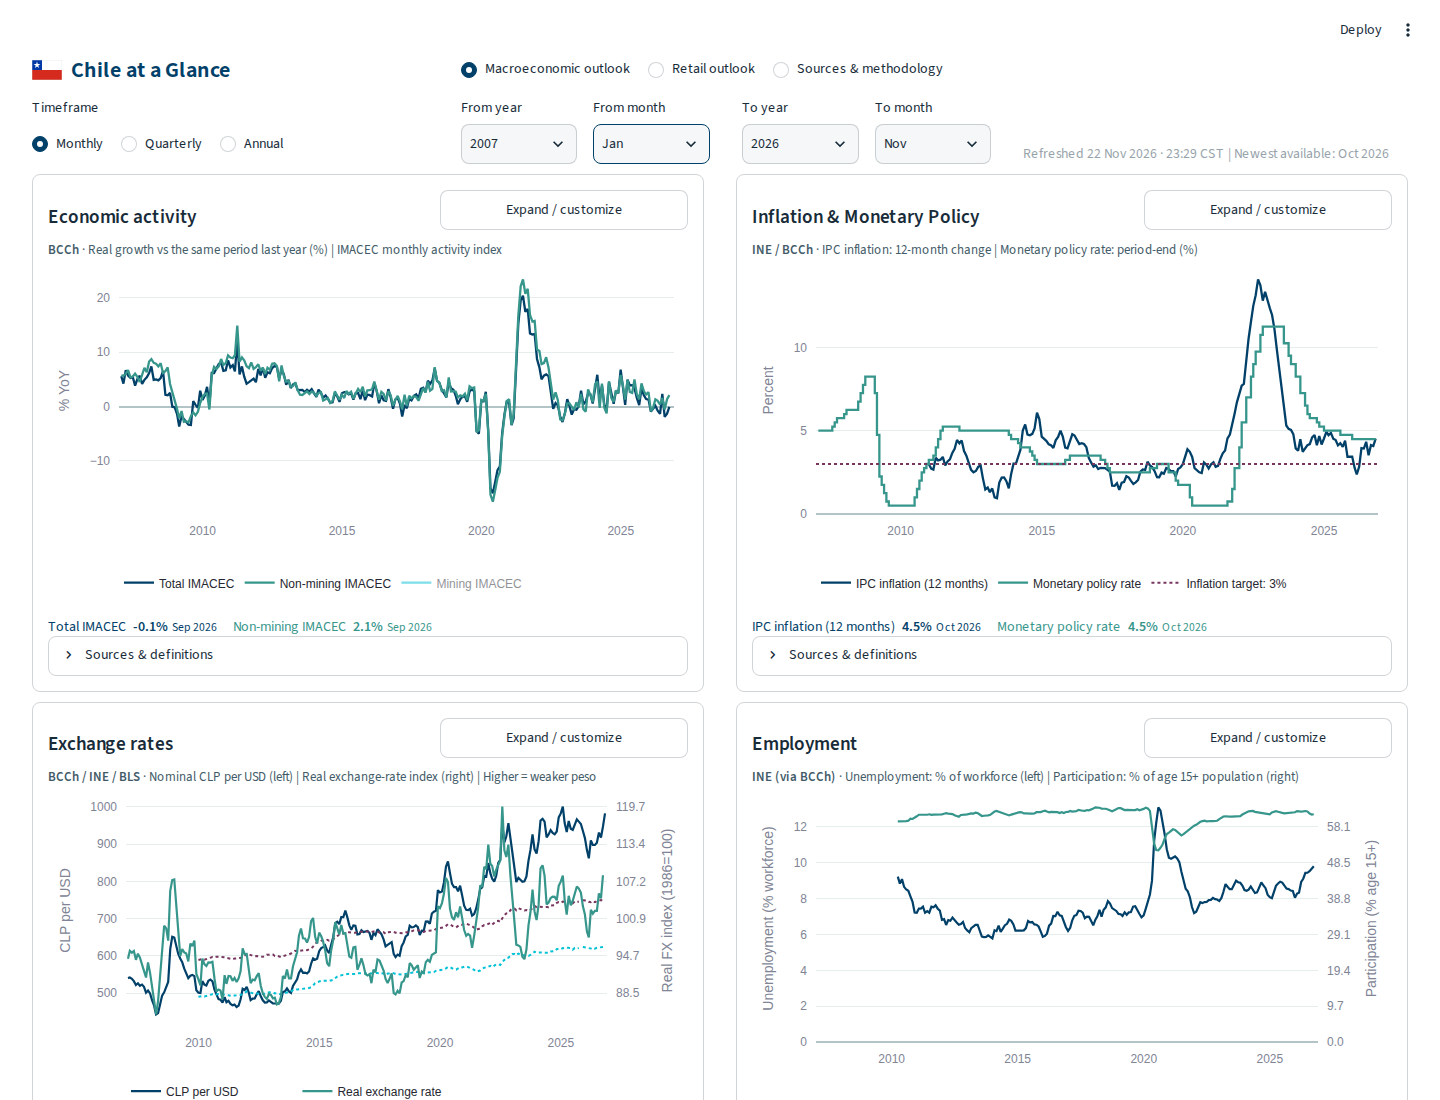 Deploy
Chile at a Glance
Macroeconomic outlook
Retail outlook
Sources & methodology
Timeframe
From year
From month
To year
To month
Monthly
Quarterly
Annual
2007
Jan
2026
Nov
Refreshed 22 Nov 2026 · 23:29 CST | Newest available: Oct 2026
Economic activity
Expand / customize
BCCh · Real growth vs the same period last year (%) | IMACEC monthly activity index
% YoY
20
10
0
−10
2010
2015
2020
2025
Total IMACEC
Non-mining IMACEC
Mining IMACEC
Total IMACEC -0.1% Sep 2026
Non-mining IMACEC 2.1% Sep 2026
Sources & definitions
Inflation & Monetary Policy
Expand / customize
INE / BCCh · IPC inflation: 12-month change | Monetary policy rate: period-end (%)
Percent
10
5
0
2010
2015
2020
2025
IPC inflation (12 months)
Monetary policy rate
Inflation target: 3%
IPC inflation (12 months) 4.5% Oct 2026
Monetary policy rate 4.5% Oct 2026
Sources & definitions
Exchange rates
Expand / customize
BCCh / INE / BLS · Nominal CLP per USD (left) | Real exchange-rate index (right) | Higher = weaker peso
CLP per USD
1000
900
800
700
600
500
119.7
113.4
107.2
100.9
94.7
88.5
Real FX index (1986=100)
2010
2015
2020
2025
CLP per USD
Real exchange rate
Employment
Expand / customize
INE (via BCCh) · Unemployment: % of workforce (left) | Participation: % of age 15+ population (right)
Unemployment (% workforce)
12
10
8
6
4
2
0
58.1
48.5
38.8
29.1
19.4
9.7
0.0
Participation (% age 15+)
2010
2015
2020
2025